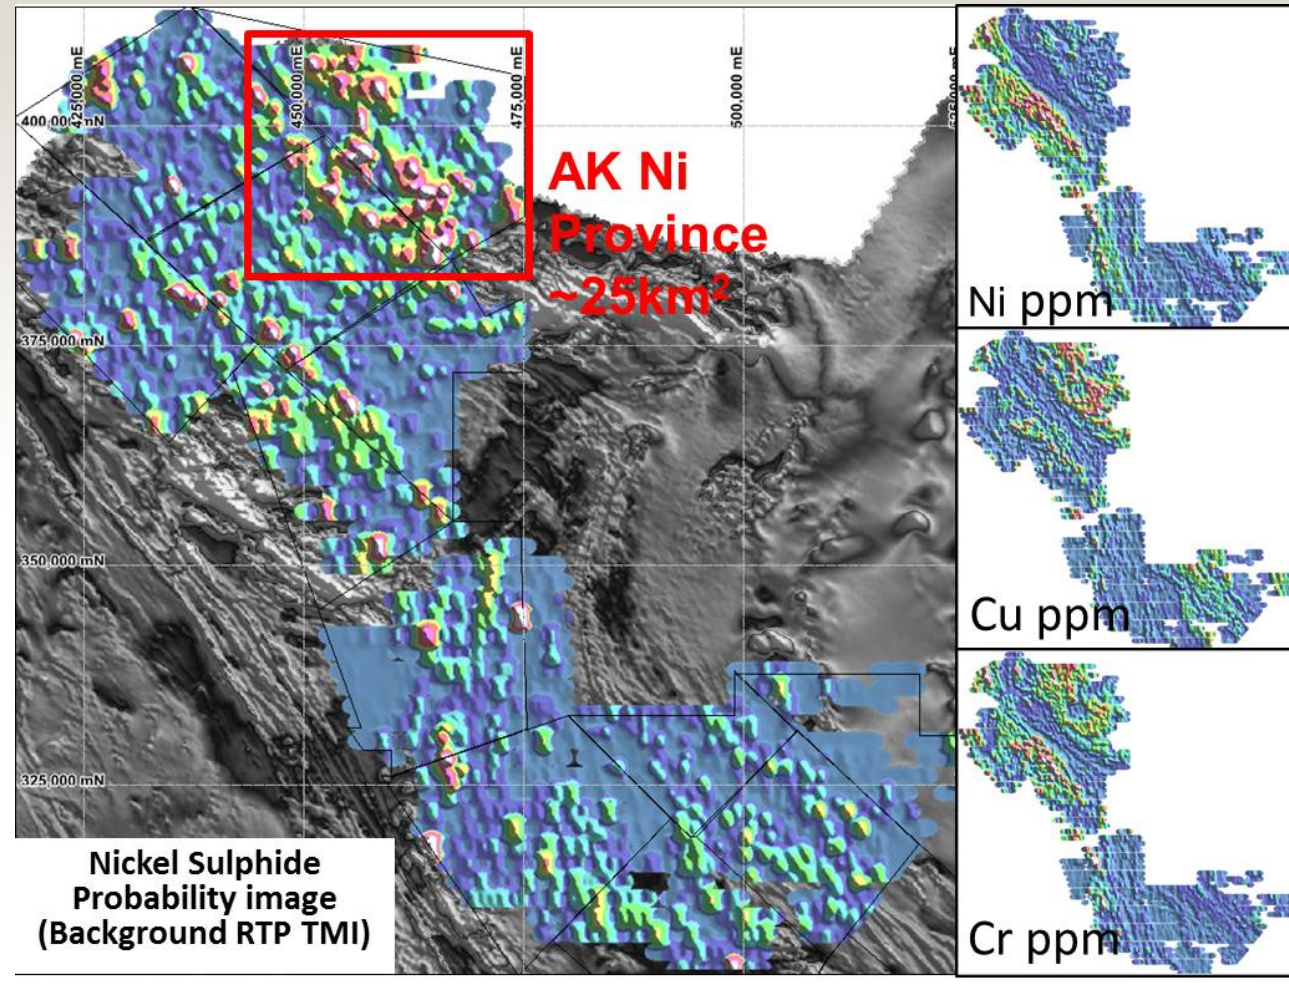 425,000 mE
450,000 mE
475,000 mE
500,000 mE
400,000 mN
AK Ni
Province
~25km²
375,000 mN
350,000 mN
325,000 mN
Nickel Sulphide
Probability image
(Background RTP TMI)
Ni ppm
Cu ppm
Cr ppm